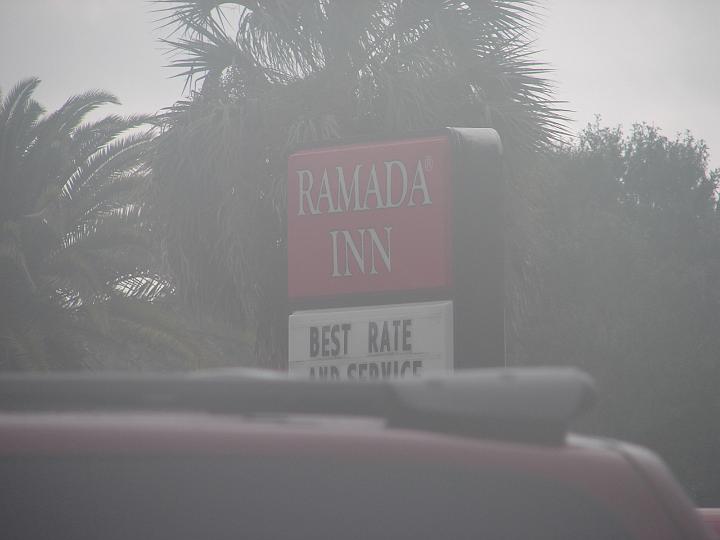 RAMADA®
INN
BEST RATE
AND SERVICE